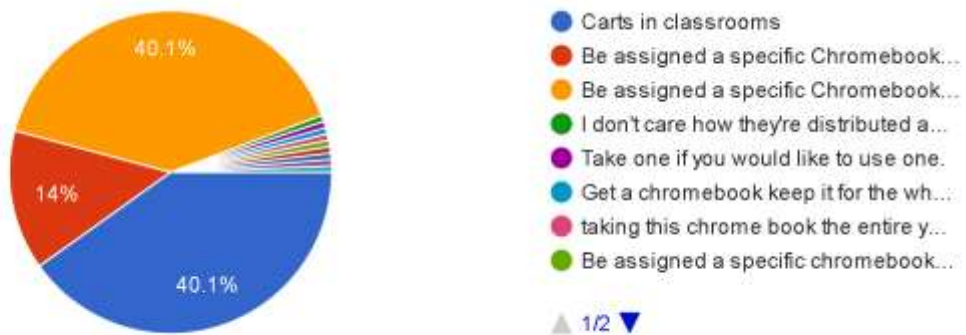 40.1%
14%
40.1%
Carts in classrooms
Be assigned a specific Chromebook...
Be assigned a specific Chromebook...
I don't care how they're distributed a...
Take one if you would like to use one.
Get a chromebook keep it for the wh...
taking this chrome book the entire y...
Be assigned a specific chromebook...
1/2